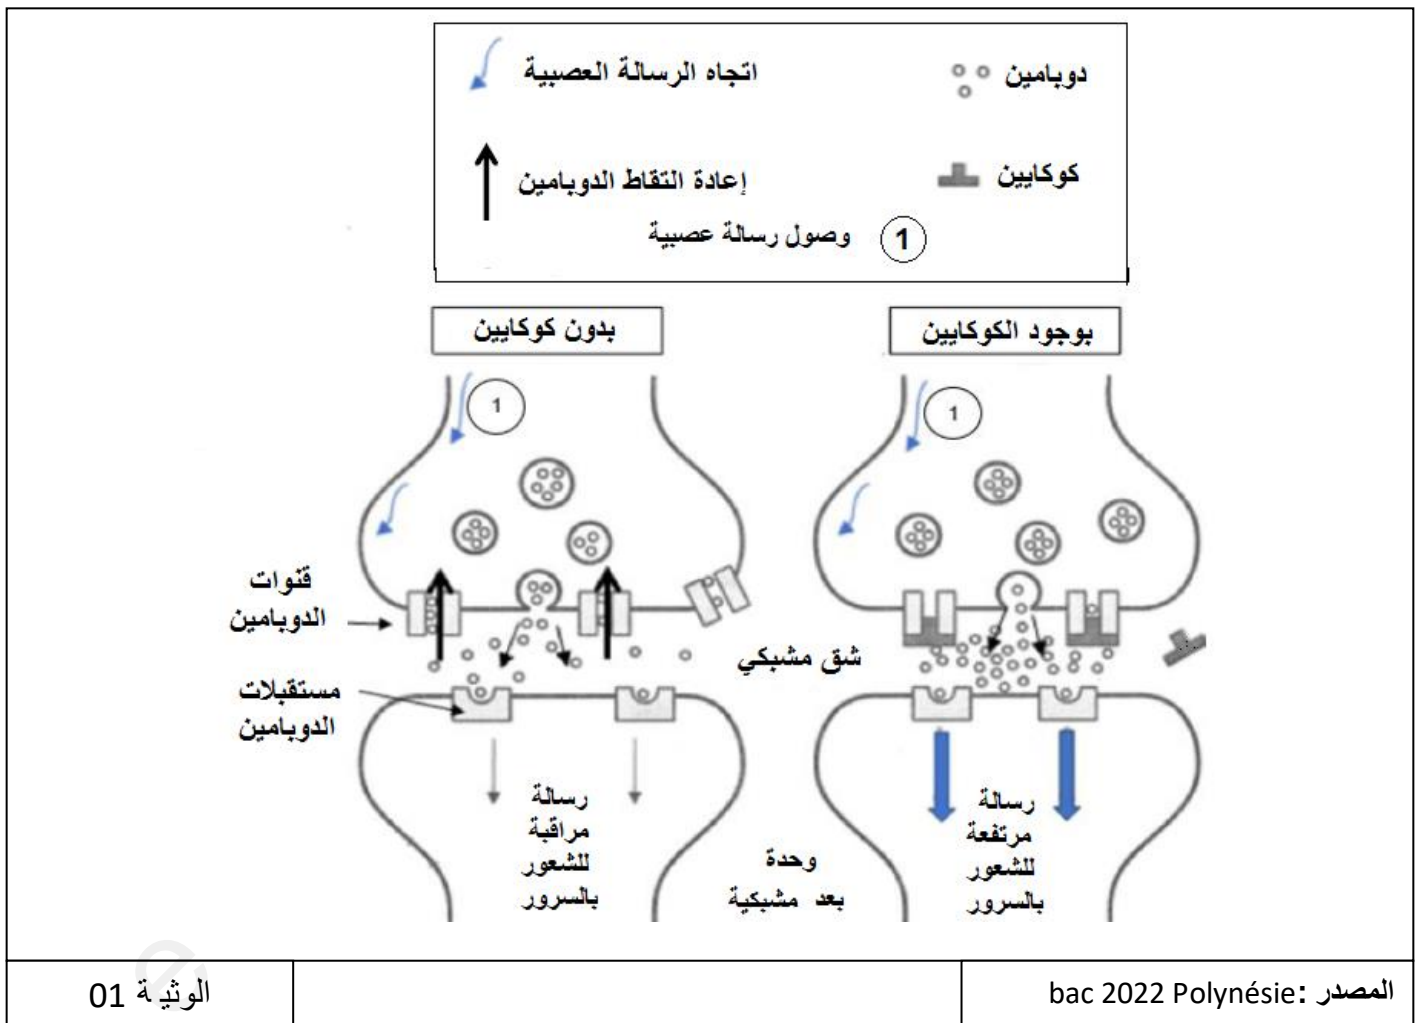 دوبامين
اتجاه الرسالة العصبية
كوكايين
إعادة التقاط الدوبامين
1 وصول رسالة عصبية
بوجود الكوكايين
بدون كوكايين
1
1
قنوات
الدوبامين
شق مشبكي
مستقبلات
الدوبامين
رسالة
مرتفعة
للشعور
بالسرور
وحدة
بعد مشبكية
رسالة
مراقبة
للشعور
بالسرور
المصدر :bac 2022 Polynésie
01